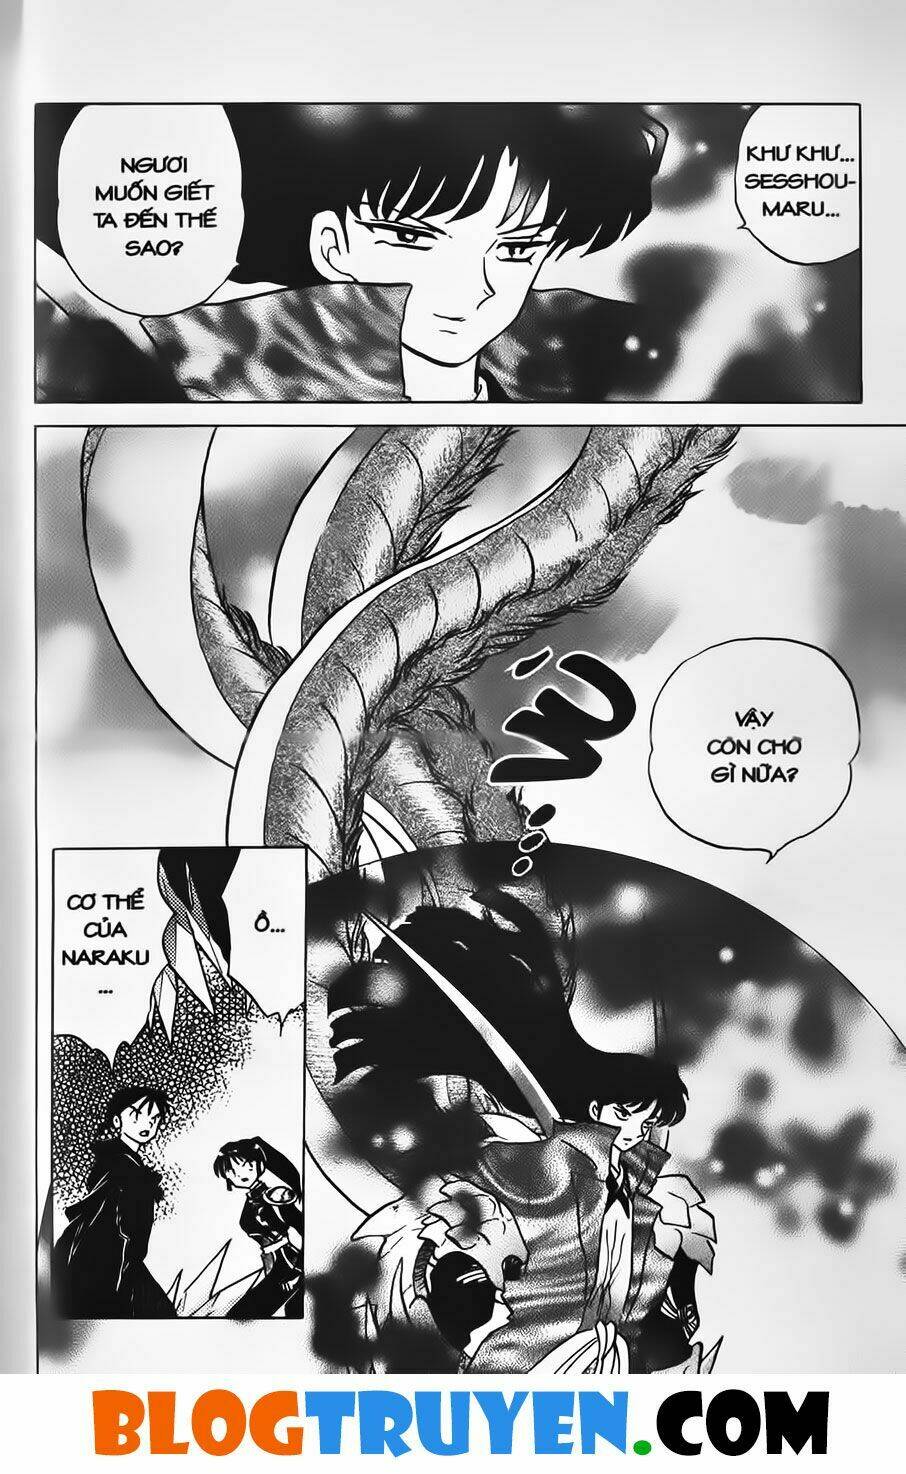 KHƯ KHƯ...
SESSHOU-
MARU...
NGƯƠI
MUỐN GIẾT
TA ĐẾN THẾ
SAO?
VẬY
CÒN CHỜ
GÌ NỮA?
VÚ
Ồ...
CƠ THỂ
CỦA
NARAKU
...
BLOGTRUYEN.COM